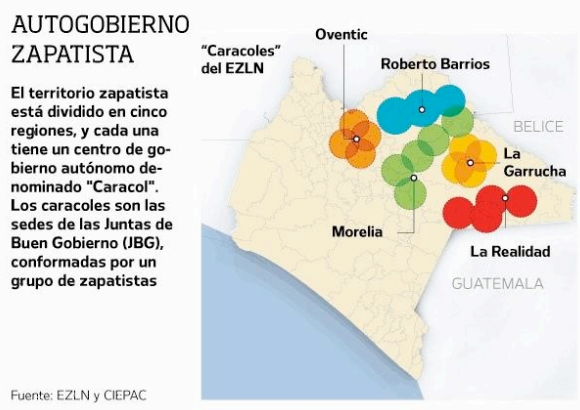 AUTOGOBIERNO
ZAPATISTA
El territorio zapatista
está dividido en cinco
regiones, y cada una
tiene un centro de go-
bierno autónomo de-
nominado "Caracol".
Los caracoles son las
sedes de las Juntas de
Buen Gobierno (JBG),
conformadas por un
grupo de zapatistas
Fuente: EZLN y CIEPAC
“Caracoles”
del EZLN
Oventic
Roberto Barrios
BELICE
La
Garrucha
Morelia
La Realidad
GUATEMALA